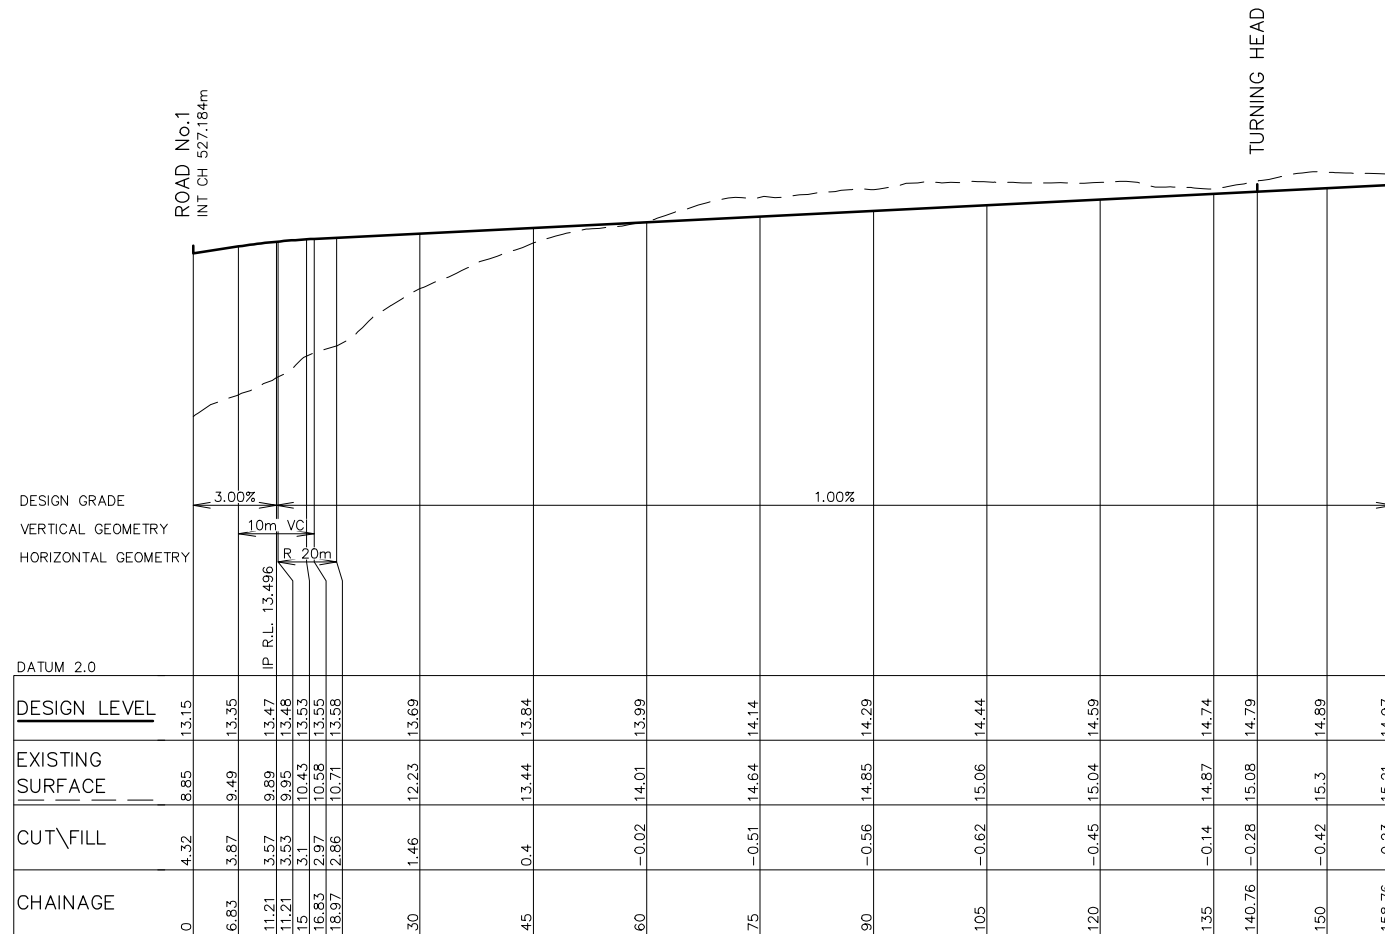 ROAD No.1
INT CH 527.184m
TURNING HEAD
DESIGN GRADE 3.00% 1.00%
VERTICAL GEOMETRY 10m VC
HORIZONTAL GEOMETRY R 20m
IP R.L. 13.496
DATUM 2.0
DESIGN LEVEL 13.15 13.35 13.47 13.48 13.53 13.55 13.58 13.69 13.84 13.99 14.14 14.29 14.44 14.59 14.74 14.79 14.89
EXISTING
SURFACE 8.85 9.49 9.89 9.95 10.43 10.58 10.71 12.23 13.44 14.01 14.64 14.85 15.06 15.04 14.87 15.08 15.3
CUT\FILL 4.32 3.87 3.57 3.53 3.1 2.97 2.86 1.46 0.4 -0.02 -0.51 -0.56 -0.62 -0.45 -0.14 -0.28 -0.42
CHAINAGE 0 6.83 11.21 11.21 15 16.83 18.97 30 45 60 75 90 105 120 135 140.76 150